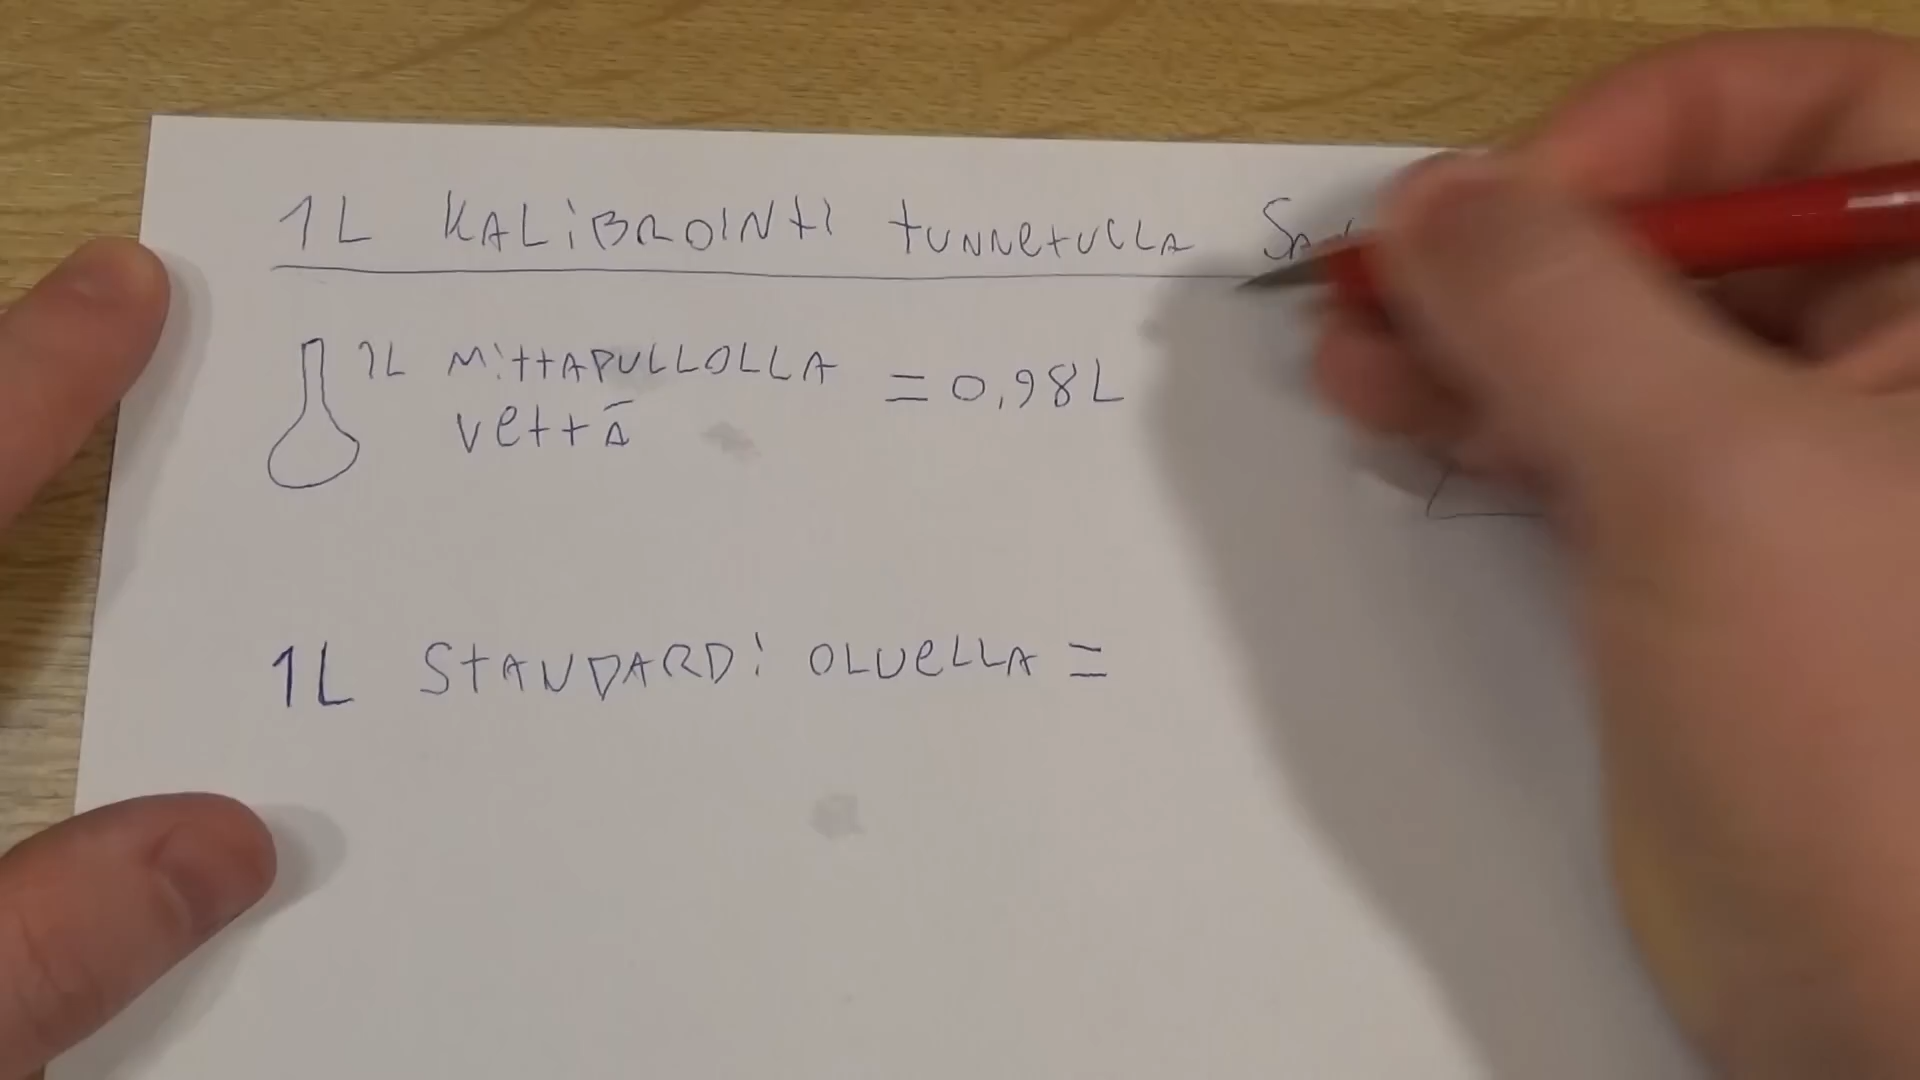 1L KALiBROINTI tUNNetULLA
1L MittAPULLOLLA = 0,98L
VettÄ
1L StANDARDi OLUeLLA =